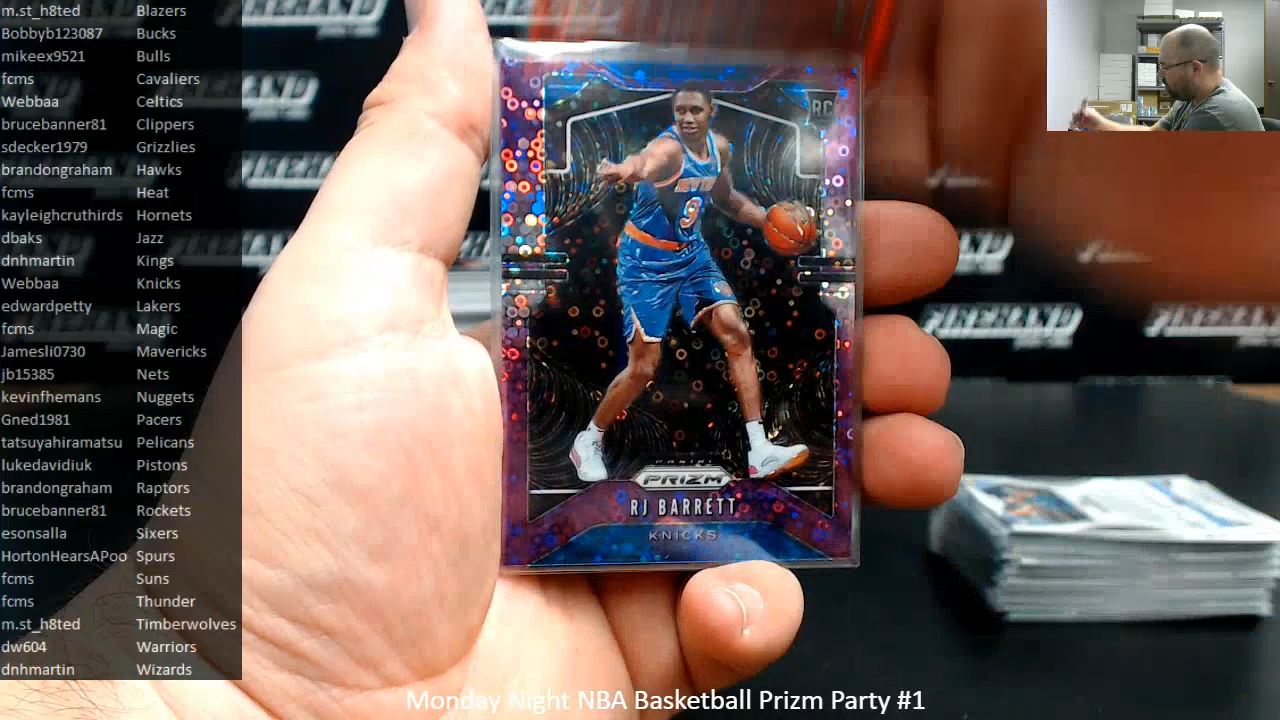 m.st_h8ted Blazers
Bobbyb123087 Bucks
mikeex9521 Bulls
fcms Cavaliers
Webbaa Celtics
brucebanner81 Clippers
sdecker1979 Grizzlies
brandongraham Hawks
fcms Heat
kayleighcruthirds Hornets
dbaks Jazz
dnhmartin Kings
Webbaa Knicks
edwardpetty Lakers
fcms Magic
Jamesli0730 Mavericks
jb15385 Nets
kevinfhemans Nuggets
Gned1981 Pacers
tatsuyahiramatsu Pelicans
lukedavidiuk Pistons
brandongraham Raptors
brucebanner81 Rockets
esonsalla Sixers
HortonHearsAPoo Spurs
fcms Suns
fcms Thunder
m.st_h8ted Timberwolves
dw604 Warriors
dnhmartin Wizards
RC
9
PANINI
PRIZM
RJ BARRETT
KNICKS
FIREHAND
Monday Night NBA Basketball Prizm Party #1